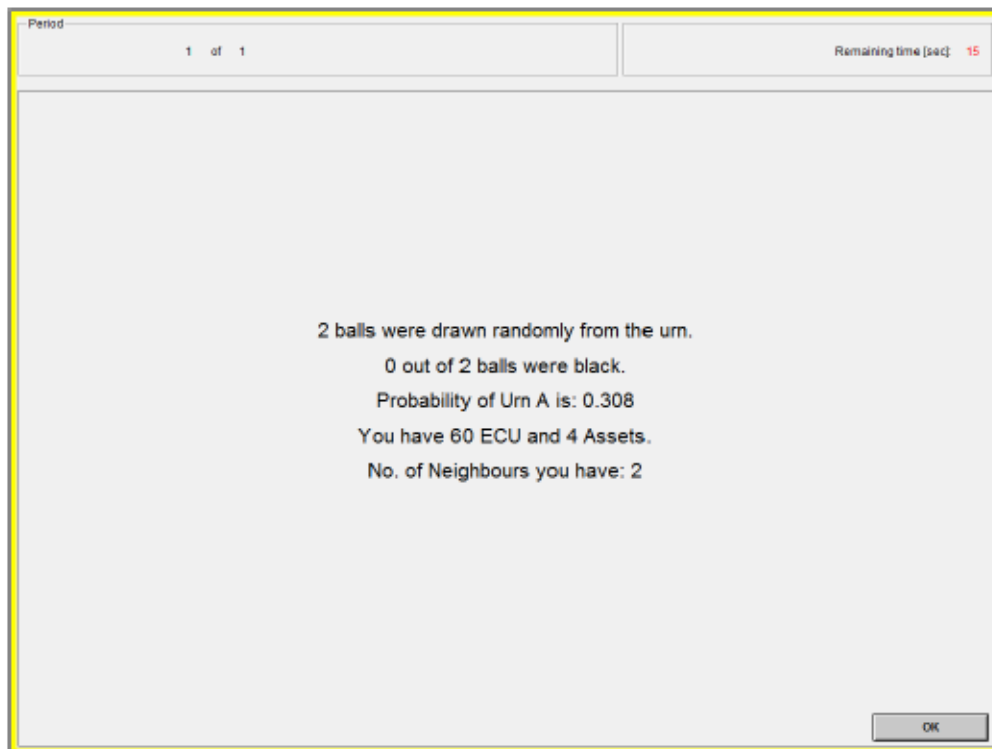 Period
1 of 1
Remaining time [sec]: 15
2 balls were drawn randomly from the urn.
0 out of 2 balls were black.
Probability of Urn A is: 0.308
You have 60 ECU and 4 Assets.
No. of Neighbours you have: 2
OK